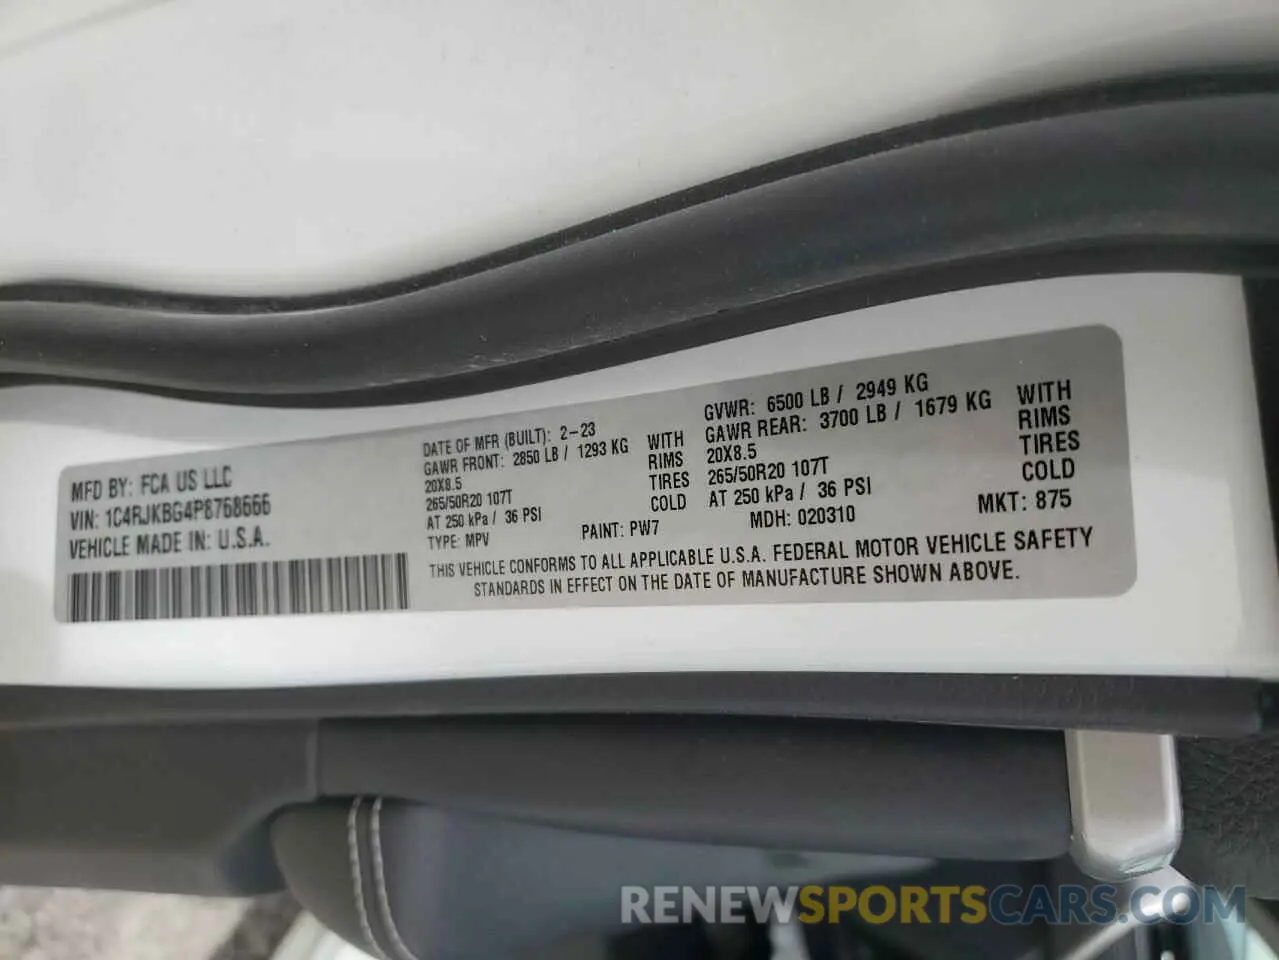 MFD BY: FCA US LLC
VIN: 1C4RJKBG4P8768666
VEHICLE MADE IN: U.S.A.
DATE OF MFR (BUILT): 2-23
GAWR FRONT: 2850 LB / 1293 KG
20X8.5
265/50R20 107T
AT 250 kPa / 36 PSI
TYPE: MPV
WITH
RIMS
TIRES
COLD
PAINT: PW7
GVWR: 6500 LB / 2949 KG
GAWR REAR: 3700 LB / 1679 KG
20X8.5
265/50R20 107T
AT 250 kPa / 36 PSI
MDH: 020310
WITH
RIMS
TIRES
COLD
MKT: 875
THIS VEHICLE CONFORMS TO ALL APPLICABLE U.S.A. FEDERAL MOTOR VEHICLE SAFETY
STANDARDS IN EFFECT ON THE DATE OF MANUFACTURE SHOWN ABOVE.
RENEWSPORTSCARS.COM